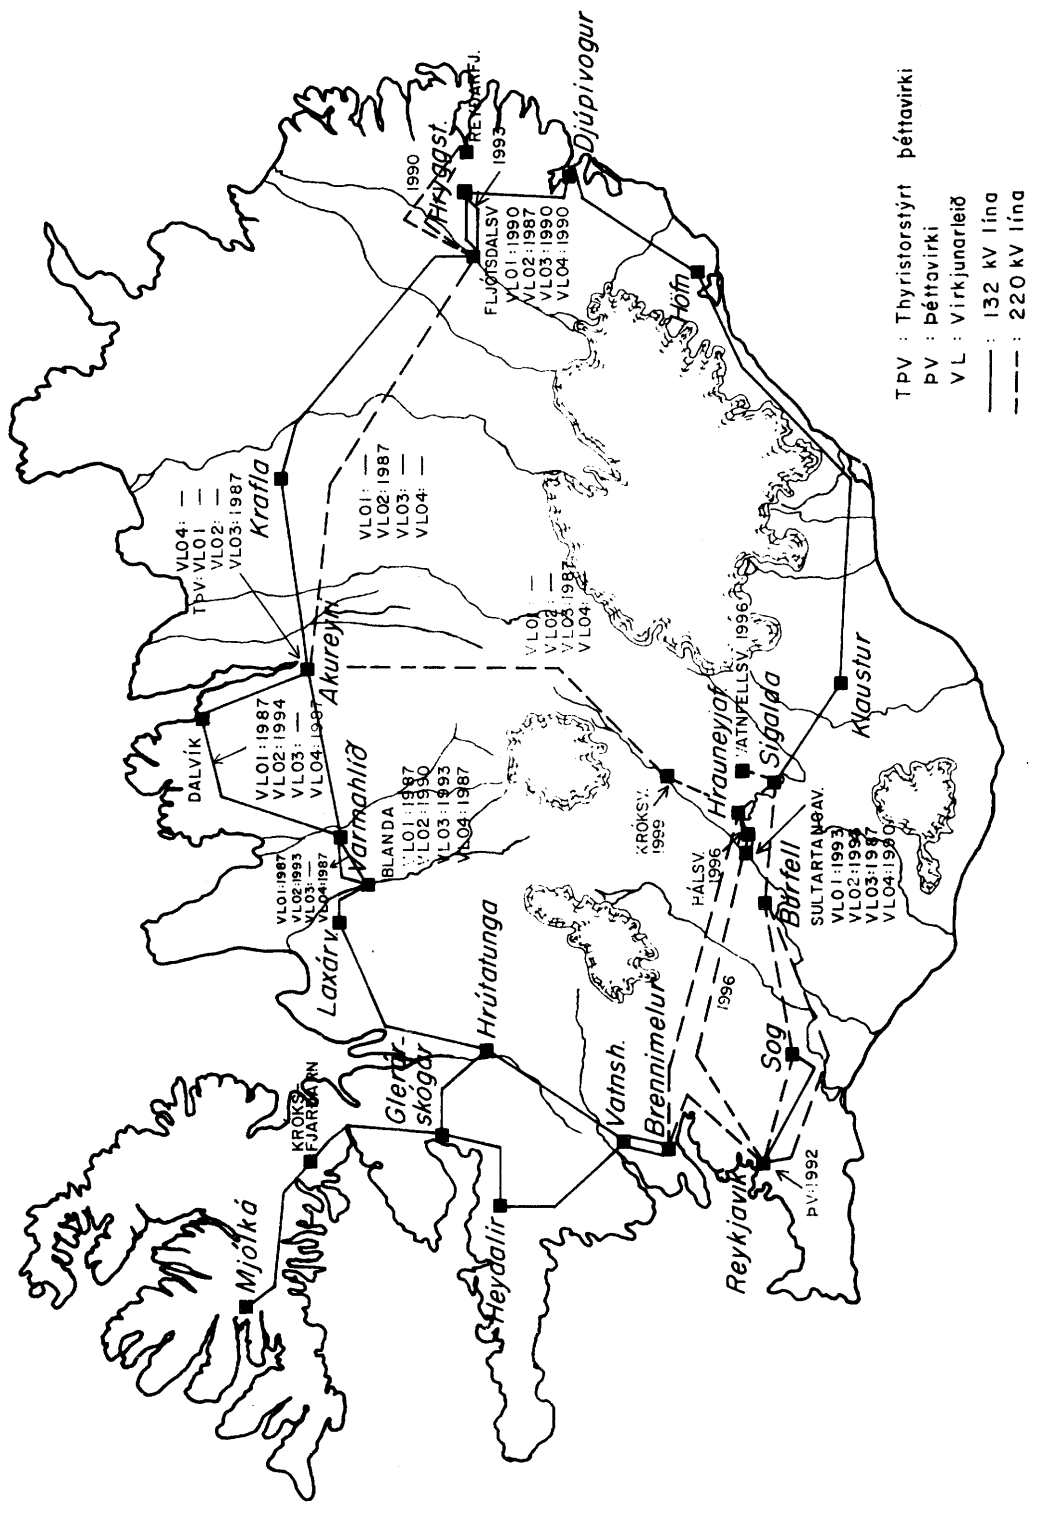 Mjólká
KRÓKS-
FJARÐARN
Glerár-
skógar
Heydalir
Hrútatunga
Laxárv.
Vatnsh.
Brennimelur
Reykjavík
ÞV:1992
Sog
1996
Búrfell
SULTARTANGAV.
VL01:1993
VL03:1987
HÁLSV.
1996
Hrauneyjaf
VATNFELLSV. 1996
Sigalda
KRÓKSV.
1999
Klaustur
VL01:1987
VL02:1993
VL03:—
VL04:1987
Varmahlíð
BLANDA
VL01:1987
VL02:1990
VL03:1993
VL04:1987
DALVÍK
VL01:1987
VL02:1994
VL03:—
VL04:1987
Akureyri
VL04: —
TÞV:VL01 —
VL02: —
VL03:1987
Krafla
VL01: —
VL02:1987
VL03: —
VL04: —
VL01: —
VL02: —
VL03:1987
VL04:
1990
Hryggst.
REYÐARFJ.
1993
FLJÓTSDALSV
VL01:1990
VL02:1987
VL03:1990
VL04:1990
Djúpivogur
Höfn
TÞV : Thyristorstýrt þéttavirki
ÞV : Þéttavirki
VL : Virkjunarleið
: 132 kV lína
: 220 kV lína